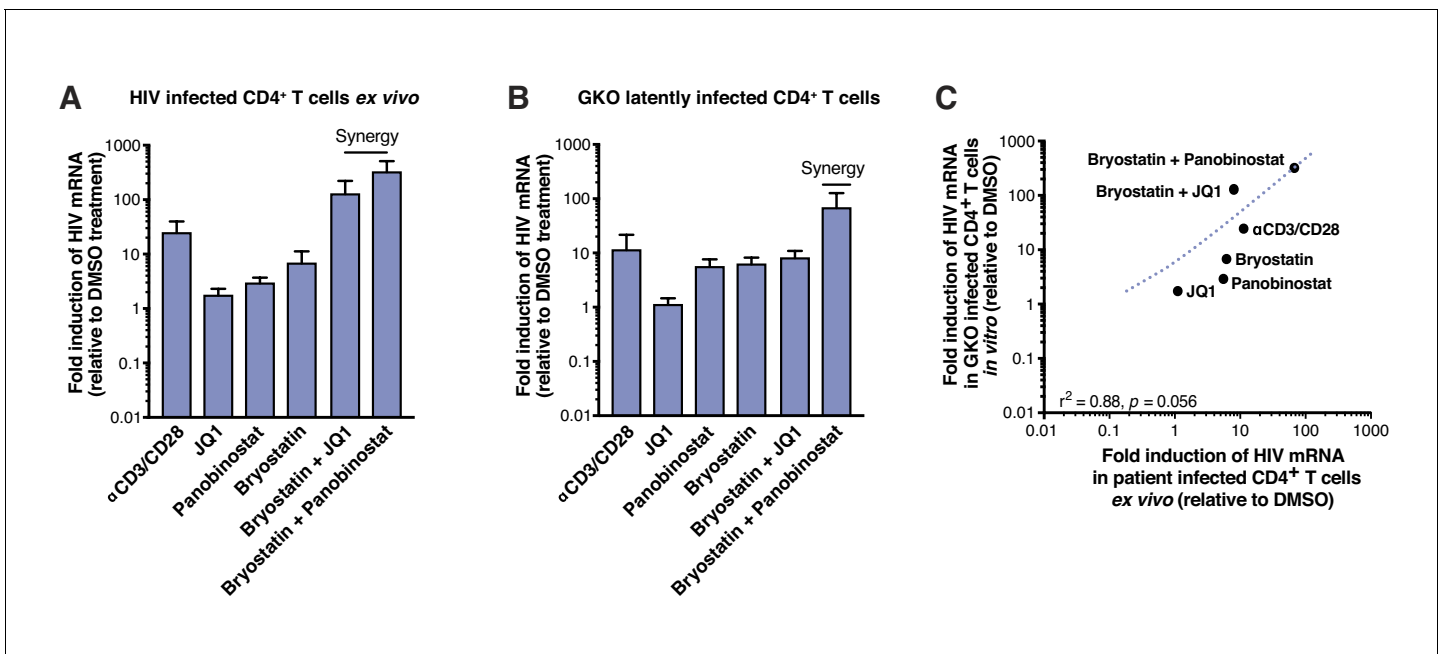 A
HIV infected CD4+ T cells ex vivo
Fold induction of HIV mRNA
(relative to DMSO treatment)
Synergy
1000
100
10
1
0.1
0.01
αCD3/CD28
JQ1
Panobinostat
Bryostatin
Bryostatin + JQ1
Bryostatin + Panobinostat
B
GKO latently infected CD4+ T cells
Fold induction of HIV mRNA
(relative to DMSO treatment)
Synergy
1000
100
10
1
0.1
0.01
αCD3/CD28
JQ1
Panobinostat
Bryostatin
Bryostatin + JQ1
Bryostatin + Panobinostat
C
Fold induction of HIV mRNA
in GKO infected CD4+ T cells
in vitro (relative to DMSO)
1000
100
10
1
0.1
0.01
Bryostatin + Panobinostat
Bryostatin + JQ1
αCD3/CD28
Bryostatin
Panobinostat
JQ1
r2 = 0.88, p = 0.056
0.01
0.1
1
10
100
1000
Fold induction of HIV mRNA
in patient infected CD4+ T cells
ex vivo (relative to DMSO)